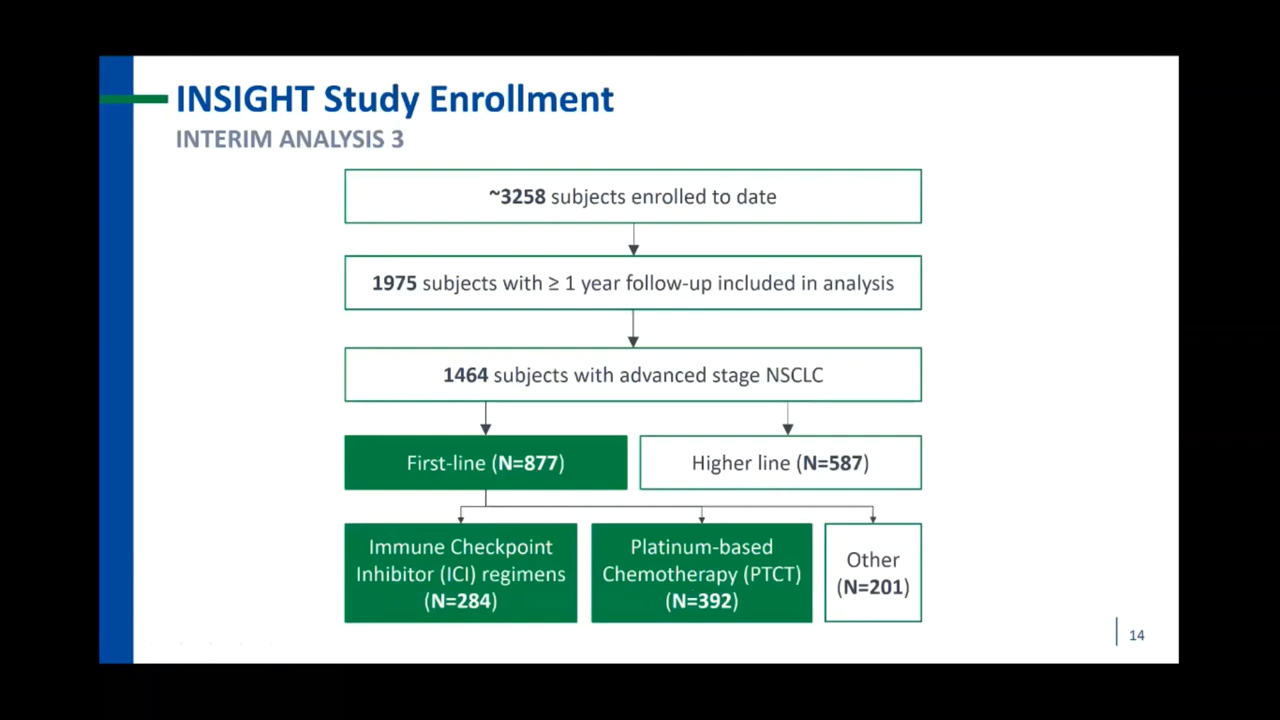 INSIGHT Study Enrollment
INTERIM ANALYSIS 3
~3258 subjects enrolled to date
1975 subjects with ≥ 1 year follow-up included in analysis
1464 subjects with advanced stage NSCLC
First-line (N=877)
Higher line (N=587)
Immune Checkpoint
Inhibitor (ICI) regimens
(N=284)
Platinum-based
Chemotherapy (PTCT)
(N=392)
Other
(N=201)
14